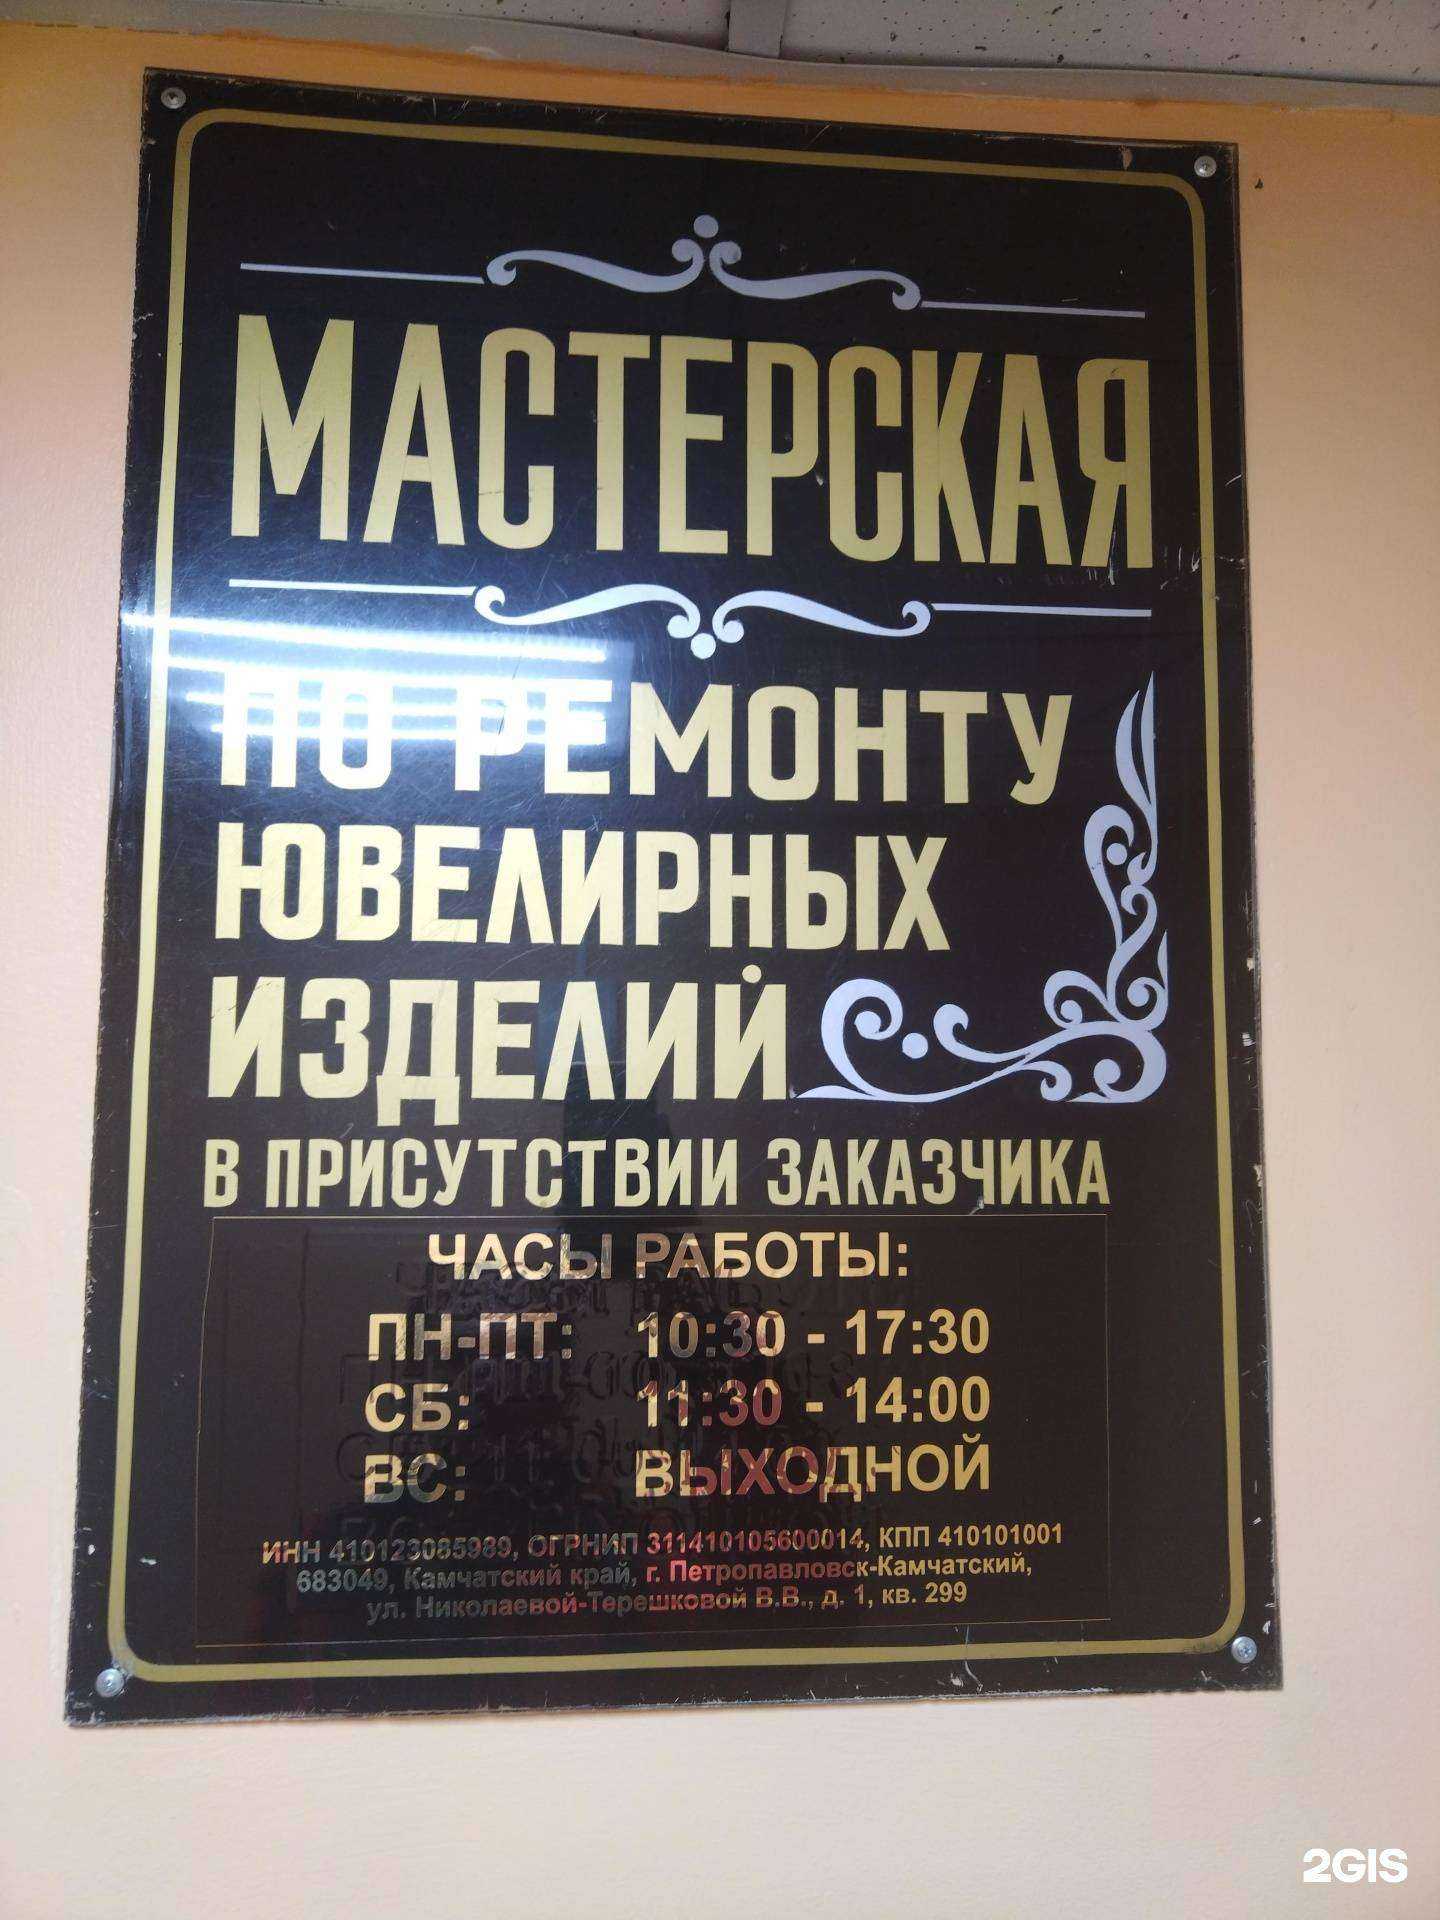 МАСТЕРСКАЯ
ПО РЕМОНТУ
ЮВЕЛИРНЫХ
ИЗДЕЛИЙ
В ПРИСУТСТВИИ ЗАКАЗЧИКА
ЧАСЫ РАБОТЫ:
ПН-ПТ: 10:30 - 17:30
СБ: 11:30 - 14:00
ВС: ВЫХОДНОЙ
ИНН 410123085989, ОГРНИП 311410105600014, КПП 410101001
683049, Камчатский край, г. Петропавловск-Камчатский,
ул. Николаевой-Терешковой В.В., д. 1, кв. 299
2GIS